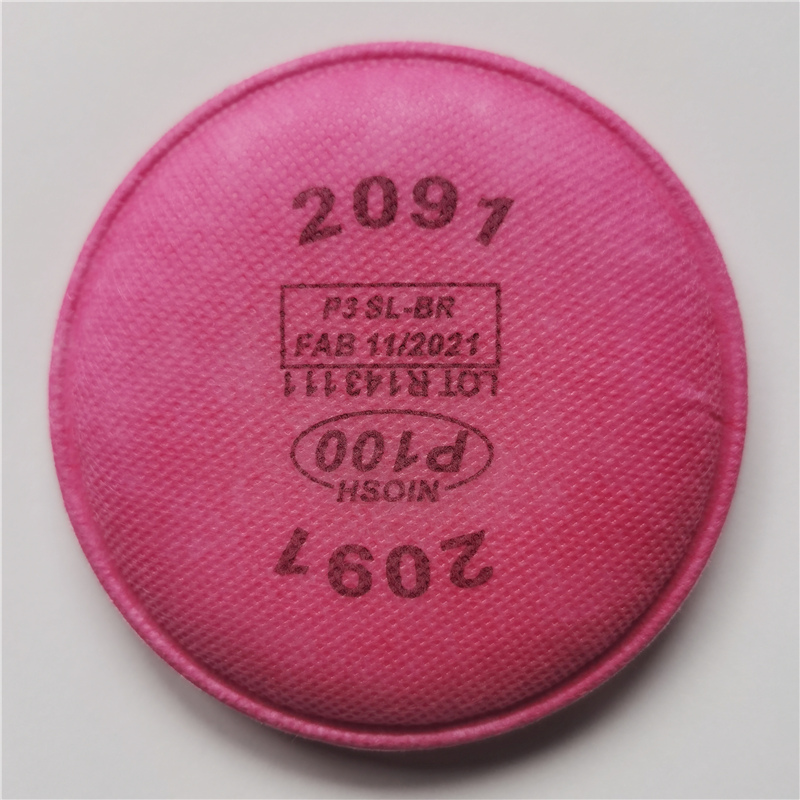 2091
P3 SL-BR
FAB 11/2021
LOT R143111
P100
NIOSH
2091